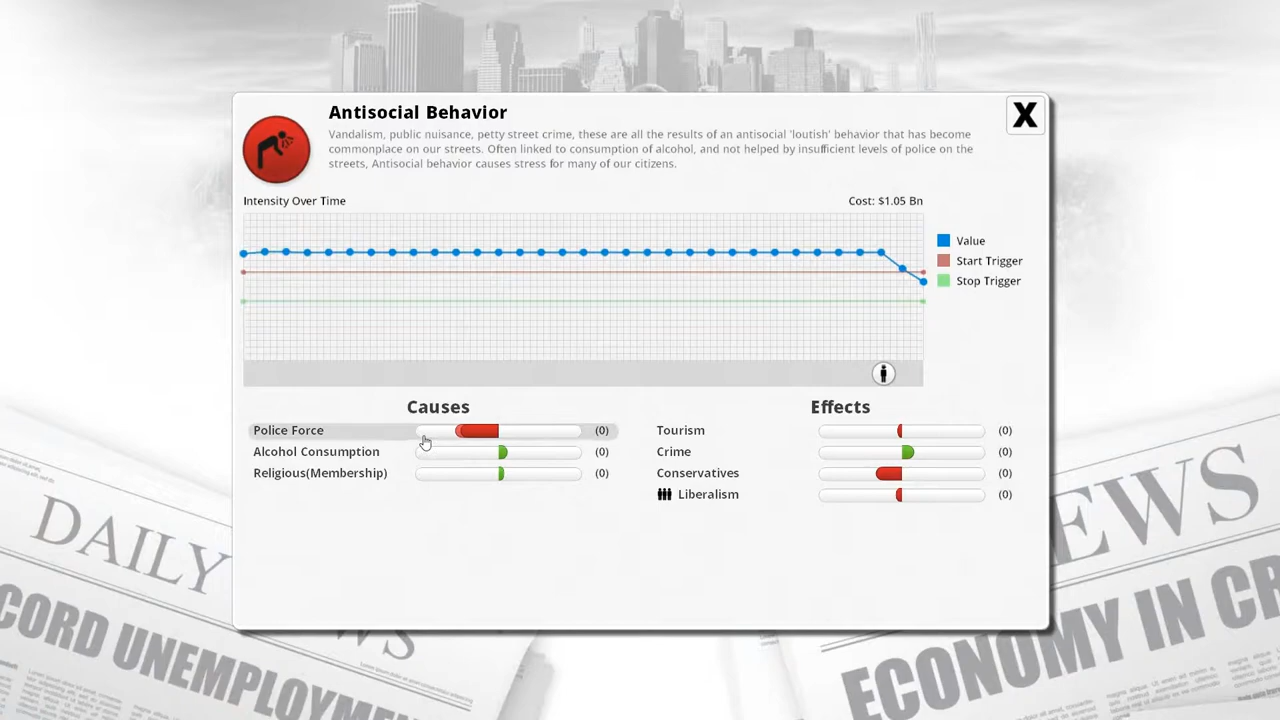 Antisocial Behavior
X
Vandalism, public nuisance, petty street crime, these are all the results of an antisocial 'loutish' behavior that has become
commonplace on our streets. Often linked to consumption of alcohol, and not helped by insufficient levels of police on the
streets, Antisocial behavior causes stress for many of our citizens.
Intensity Over Time
Cost: $1.05 Bn
Value
Start Trigger
Stop Trigger
Causes
Police Force (0)
Alcohol Consumption (0)
Religious(Membership) (0)
Effects
Tourism (0)
Crime (0)
Conservatives (0)
Liberalism (0)
DAILY
EWS
CORD UNEMPLOYM
WS
ECONOMY IN CR